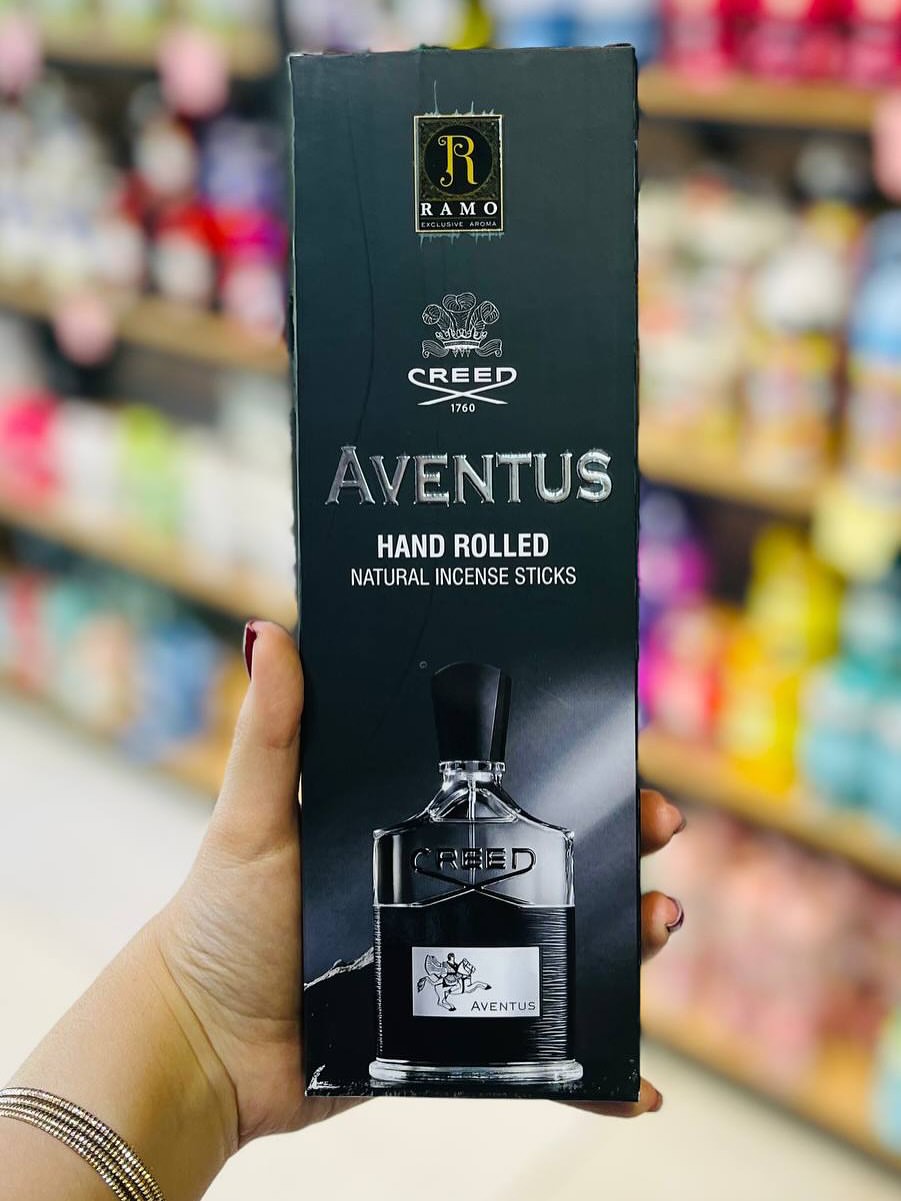 R
RAMO
EXCLUSIVE AROMA
CREED
1760
AVENTUS
HAND ROLLED
NATURAL INCENSE STICKS
CREED
AVENTUS